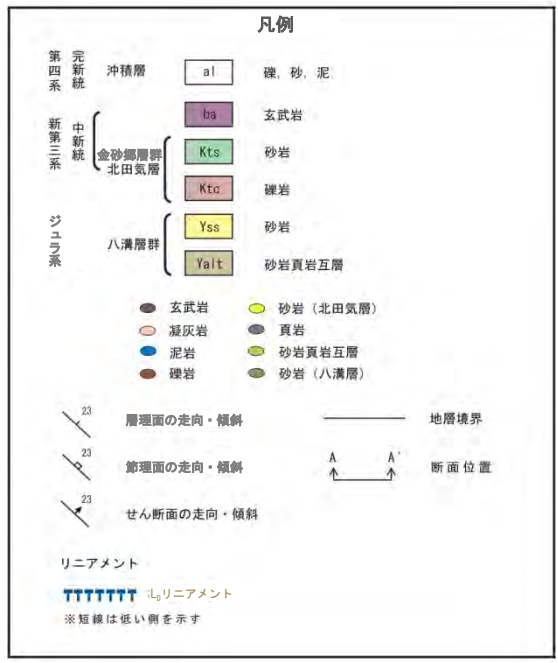 凡例
第四系 完新統 沖積層 al 礫, 砂, 泥
新第三系 中新統 ba 玄武岩
金砂郷層群
北田気層 Kts 砂岩
Ktc 礫岩
ジュラ系 八溝層群 Yss 砂岩
Yalt 砂岩頁岩互層
玄武岩 砂岩（北田気層）
凝灰岩 頁岩
泥岩 砂岩頁岩互層
礫岩 砂岩（八溝層）
23 層理面の走向・傾斜 地層境界
23 節理面の走向・傾斜 A A' 断面位置
23 せん断面の走向・傾斜
リニアメント
LDリニアメント
※短線は低い側を示す